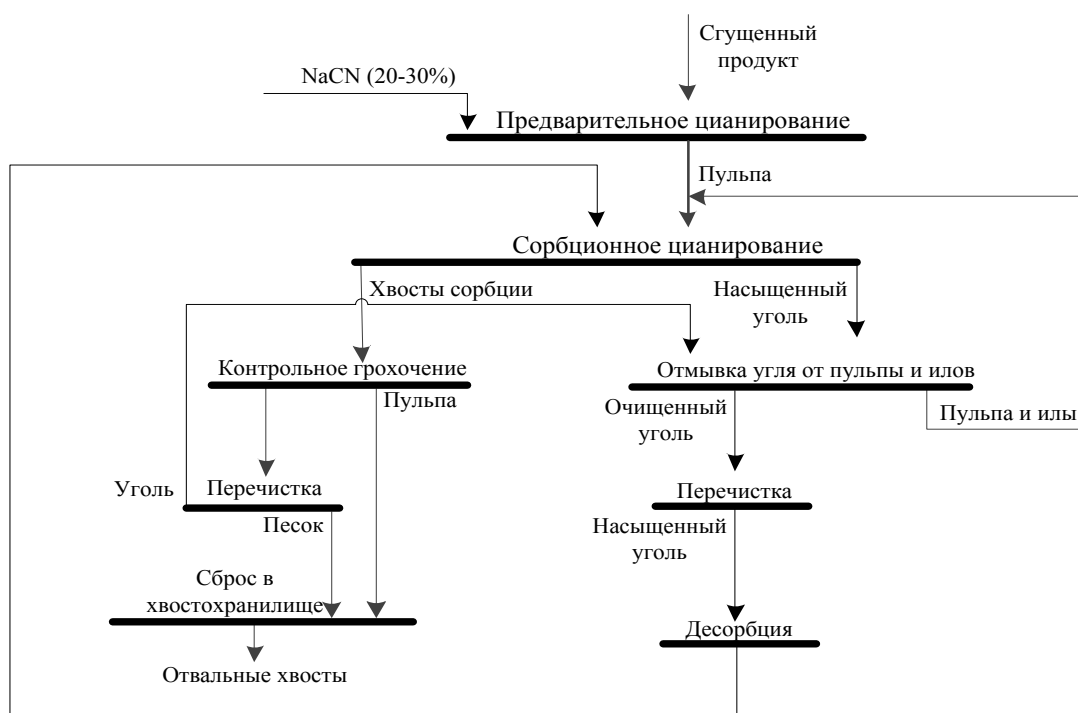 Сгущенный
продукт
NaCN (20-30%)
Предварительное цианирование
Пульпа
Сорбционное цианирование
Хвосты сорбции
Насыщенный
уголь
Контрольное грохочение
Отмывка угля от пульпы и илов
Пульпа
Очищенный
уголь
Пульпа и илы
Уголь
Перечистка
Перечистка
Песок
Насыщенный
уголь
Сброс в
хвостохранилище
Десорбция
Отвальные хвосты